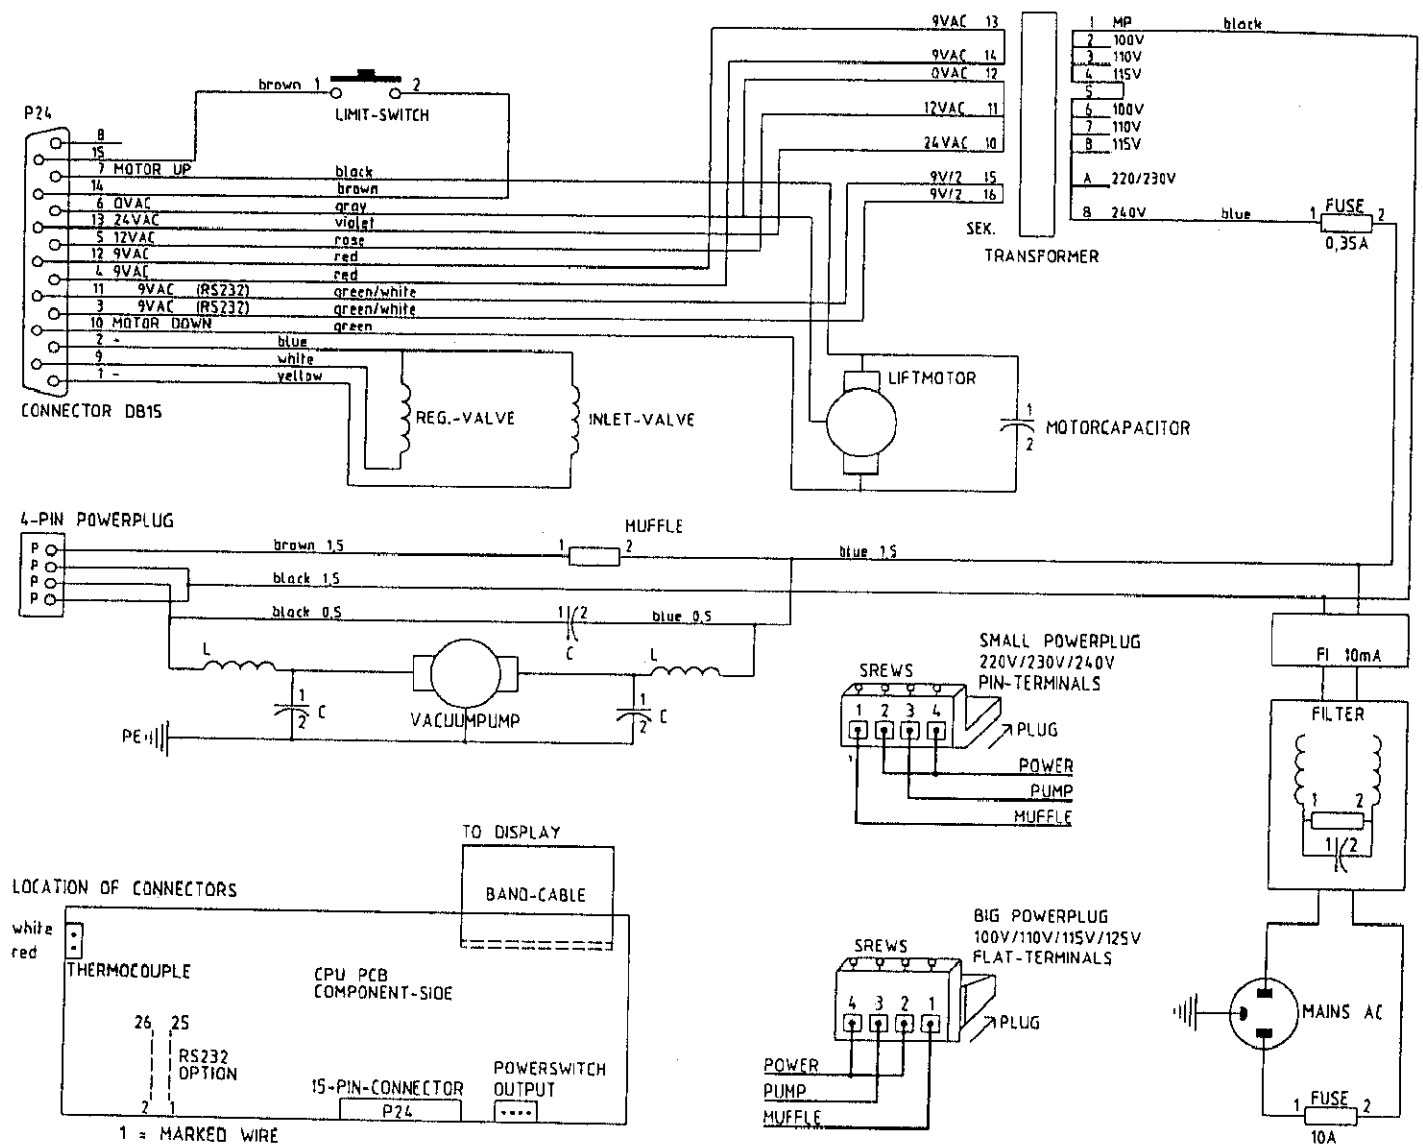 9VAC 13
9VAC 14
0VAC 12
12VAC 11
24VAC 10
9V/2 15
9V/2 16
SEK.
TRANSFORMER
1 MP black
2 100V
3 110V
4 115V
5
6 100V
7 110V
8 115V
A 220/230V
8 240V blue
1 FUSE 2
0,35A
brown 1 2
LIMIT-SWITCH
P24
8
15
7 MOTOR UP black
14 brown
6 0VAC gray
13 24VAC violet
5 12VAC rose
12 9VAC red
4 9VAC red
11 9VAC (RS232) green/white
3 9VAC (RS232) green/white
10 MOTOR DOWN green
2 - blue
9 white
1 - yellow
CONNECTOR DB15
REG.-VALVE
INLET-VALVE
LIFTMOTOR
1
MOTORCAPACITOR
2
4-PIN POWERPLUG
P
P
P
P
brown 1,5
1 MUFFLE 2
blue 1,5
black 1,5
black 0,5
1 2
C
blue 0,5
L
L
1
2
C
VACUUMPUMP
1
2
C
PE
FI 10mA
FILTER
1 2
1 2
MAINS AC
1 FUSE 2
10A
SMALL POWERPLUG
220V/230V/240V
PIN-TERMINALS
SREWS
1 2 3 4
PLUG
1
POWER
PUMP
MUFFLE
BIG POWERPLUG
100V/110V/115V/125V
FLAT-TERMINALS
SREWS
4 3 2 1
PLUG
POWER
PUMP
MUFFLE
TO DISPLAY
BAND-CABLE
LOCATION OF CONNECTORS
white
red
THERMOCOUPLE
CPU PCB
COMPONENT-SIDE
26 25
RS232
OPTION
2 1
15-PIN-CONNECTOR
P24
POWERSWITCH
OUTPUT
1 = MARKED WIRE